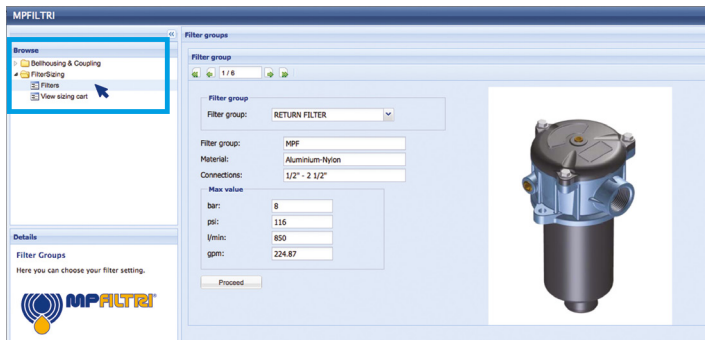 MPFILTRI
Browse
Bellhousing & Coupling
FilterSizing
Filters
View sizing cart
Details
Filter Groups
Here you can choose your filter setting.
MPFILTRI®
Filter groups
Filter group
1 / 6
Filter group
Filter group: RETURN FILTER
Filter group: MPF
Material: Aluminium-Nylon
Connections: 1/2" - 2 1/2"
Max value
bar: 8
psi: 116
l/min: 850
gpm: 224.87
Proceed